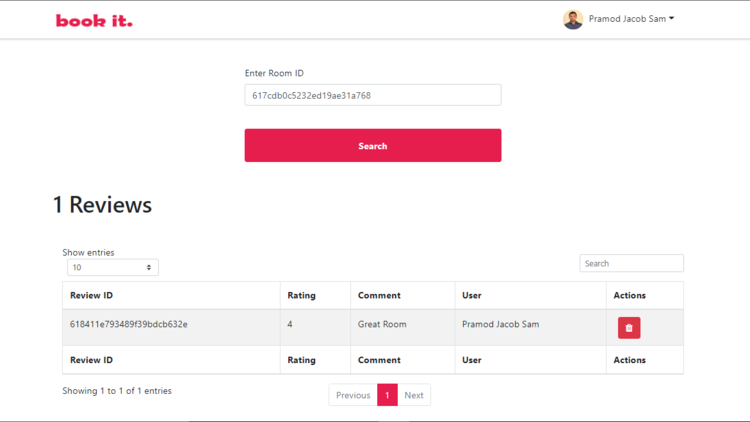 book it.
Pramod Jacob Sam
Enter Room ID
617cdb0c5232ed19ae31a768
Search
1 Reviews
Show entries
10
Search
Review ID Rating Comment User Actions
618411e793489f39bdcb632e 4 Great Room Pramod Jacob Sam
Review ID Rating Comment User Actions
Showing 1 to 1 of 1 entries
Previous 1 Next